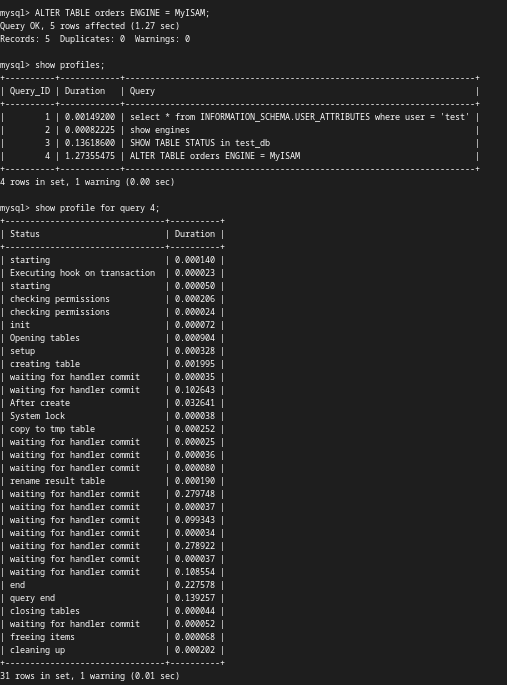 mysql> ALTER TABLE orders ENGINE = MyISAM;
Query OK, 5 rows affected (1.27 sec)
Records: 5  Duplicates: 0  Warnings: 0

mysql> show profiles;
+----------+------------+----------------------------------------------------------------------+
| Query_ID | Duration   | Query                                                                |
+----------+------------+----------------------------------------------------------------------+
|        1 | 0.00149200 | select * from INFORMATION_SCHEMA.USER_ATTRIBUTES where user = 'test' |
|        2 | 0.00082225 | show engines                                                         |
|        3 | 0.13618600 | SHOW TABLE STATUS in test_db                                         |
|        4 | 1.27355475 | ALTER TABLE orders ENGINE = MyISAM                                   |
+----------+------------+----------------------------------------------------------------------+
4 rows in set, 1 warning (0.00 sec)

mysql> show profile for query 4;
+--------------------------------+----------+
| Status                         | Duration |
+--------------------------------+----------+
| starting                       | 0.000140 |
| Executing hook on transaction  | 0.000023 |
| starting                       | 0.000050 |
| checking permissions           | 0.000206 |
| checking permissions           | 0.000024 |
| init                           | 0.000072 |
| Opening tables                 | 0.000904 |
| setup                          | 0.000328 |
| creating table                 | 0.001995 |
| waiting for handler commit     | 0.000035 |
| waiting for handler commit     | 0.102643 |
| After create                   | 0.032641 |
| System lock                    | 0.000038 |
| copy to tmp table              | 0.000252 |
| waiting for handler commit     | 0.000025 |
| waiting for handler commit     | 0.000036 |
| waiting for handler commit     | 0.000080 |
| rename result table            | 0.000190 |
| waiting for handler commit     | 0.279748 |
| waiting for handler commit     | 0.000037 |
| waiting for handler commit     | 0.099343 |
| waiting for handler commit     | 0.000034 |
| waiting for handler commit     | 0.278922 |
| waiting for handler commit     | 0.000037 |
| waiting for handler commit     | 0.108554 |
| end                            | 0.227578 |
| query end                      | 0.139257 |
| closing tables                 | 0.000044 |
| waiting for handler commit     | 0.000052 |
| freeing items                  | 0.000068 |
| cleaning up                    | 0.000202 |
+--------------------------------+----------+
31 rows in set, 1 warning (0.01 sec)